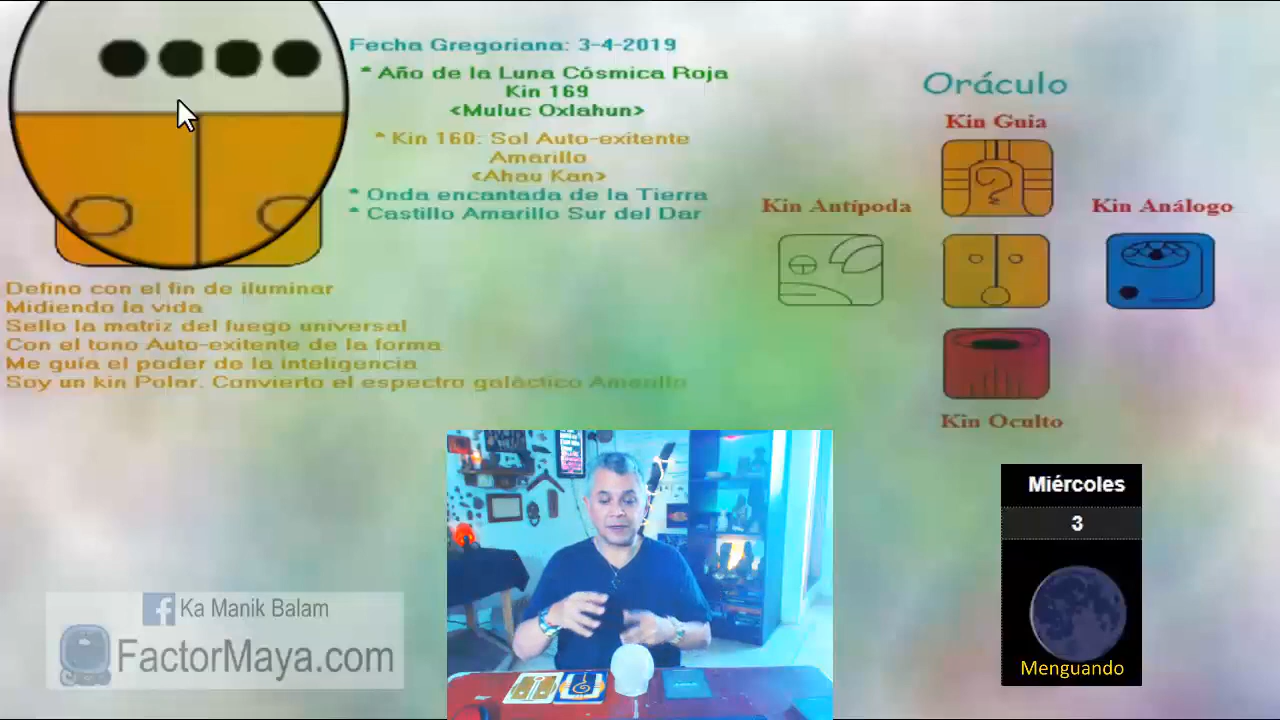 Fecha Gregoriana: 3-4-2019
* Año de la Luna Cósmica Roja
Kin 169
<Muluc Oxlahun>
* Kin 160: Sol Auto-exitente
Amarillo
<Ahau Kan>
* Onda encantada de la Tierra
* Castillo Amarillo Sur del Dar
Defino con el fin de iluminar
Midiendo la vida
Sello la matriz del fuego universal
Con el tono Auto-exitente de la forma
Me guía el poder de la inteligencia
Soy un kin Polar. Convierto el espectro galáctico Amarillo
Oráculo
Kin Guia
Kin Antípoda
Kin Análogo
Kin Oculto
Miércoles
3
Menguando
f Ka Manik Balam
FactorMaya.com